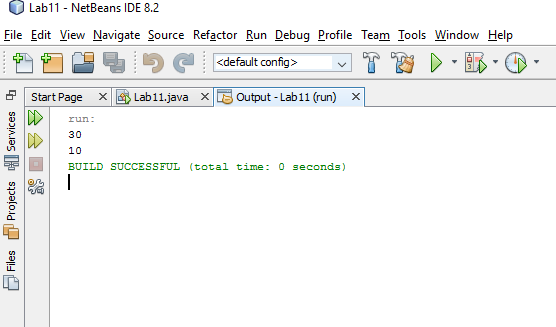 Lab11 - NetBeans IDE 8.2
File Edit View Navigate Source Refactor Run Debug Profile Team Tools Window Help
<default config>
Start Page Lab11.java Output - Lab11 (run)
run:
30
10
BUILD SUCCESSFUL (total time: 0 seconds)
Services
Projects
Files